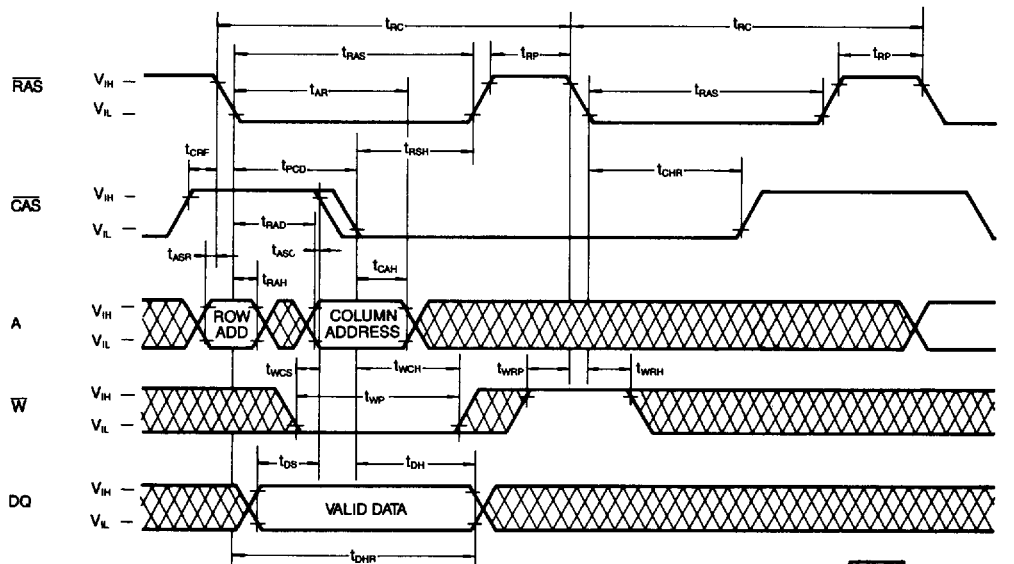 tRC tRC
tRAS tRP tRP
RAS VIH tAR tRAS
VIL
tCRF tPCD tRSH tCHR
CAS VIH
VIL tRAD
tASR tASC tCAH
tRAH
A VIH ROW ADD COLUMN ADDRESS
VIL
tWCS tWCH tWRP tWRH
W VIH tWP
VIL
tDS tDH
DQ VIH VALID DATA
VIL
tDHR